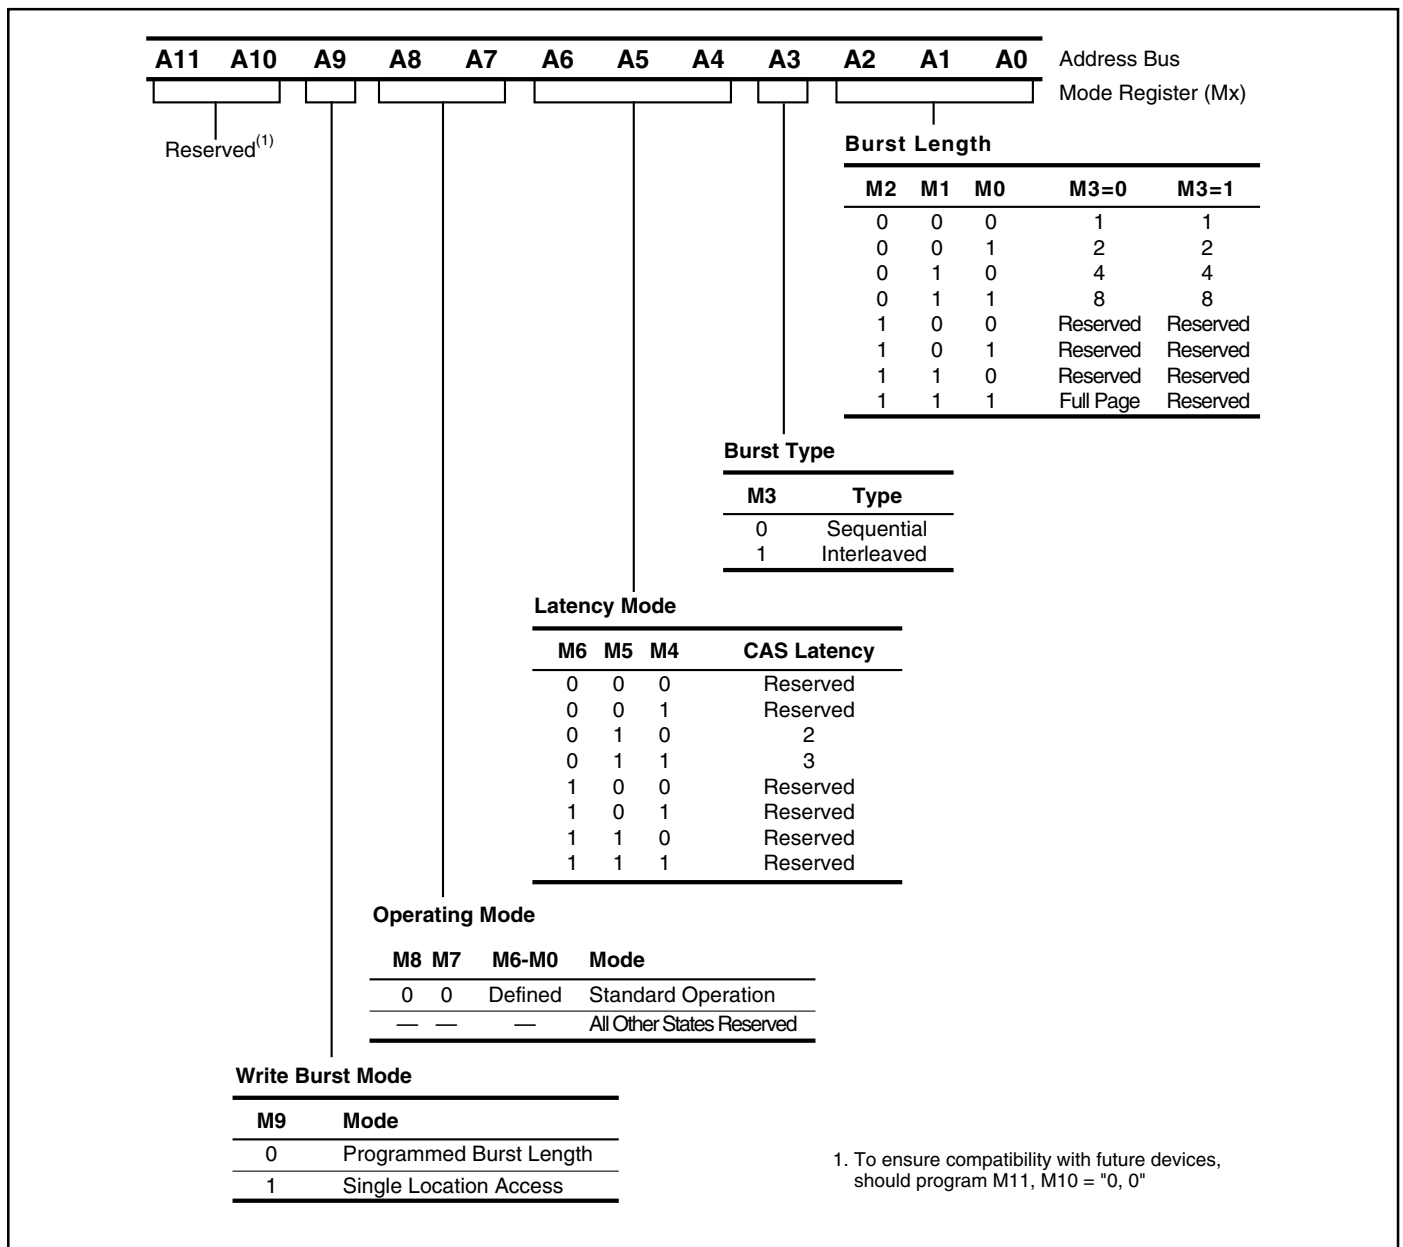 A11 A10 A9 A8 A7 A6 A5 A4 A3 A2 A1 A0 Address Bus
Mode Register (Mx)
Reserved(1)
Burst Length
M2 M1 M0 M3=0 M3=1
0 0 0 1 1
0 0 1 2 2
0 1 0 4 4
0 1 1 8 8
1 0 0 Reserved Reserved
1 0 1 Reserved Reserved
1 1 0 Reserved Reserved
1 1 1 Full Page Reserved
Burst Type
M3 Type
0 Sequential
1 Interleaved
Latency Mode
M6 M5 M4 CAS Latency
0 0 0 Reserved
0 0 1 Reserved
0 1 0 2
0 1 1 3
1 0 0 Reserved
1 0 1 Reserved
1 1 0 Reserved
1 1 1 Reserved
Operating Mode
M8 M7 M6-M0 Mode
0 0 Defined Standard Operation
— — — All Other States Reserved
Write Burst Mode
M9 Mode
0 Programmed Burst Length
1 Single Location Access
1. To ensure compatibility with future devices,
should program M11, M10 = "0, 0"